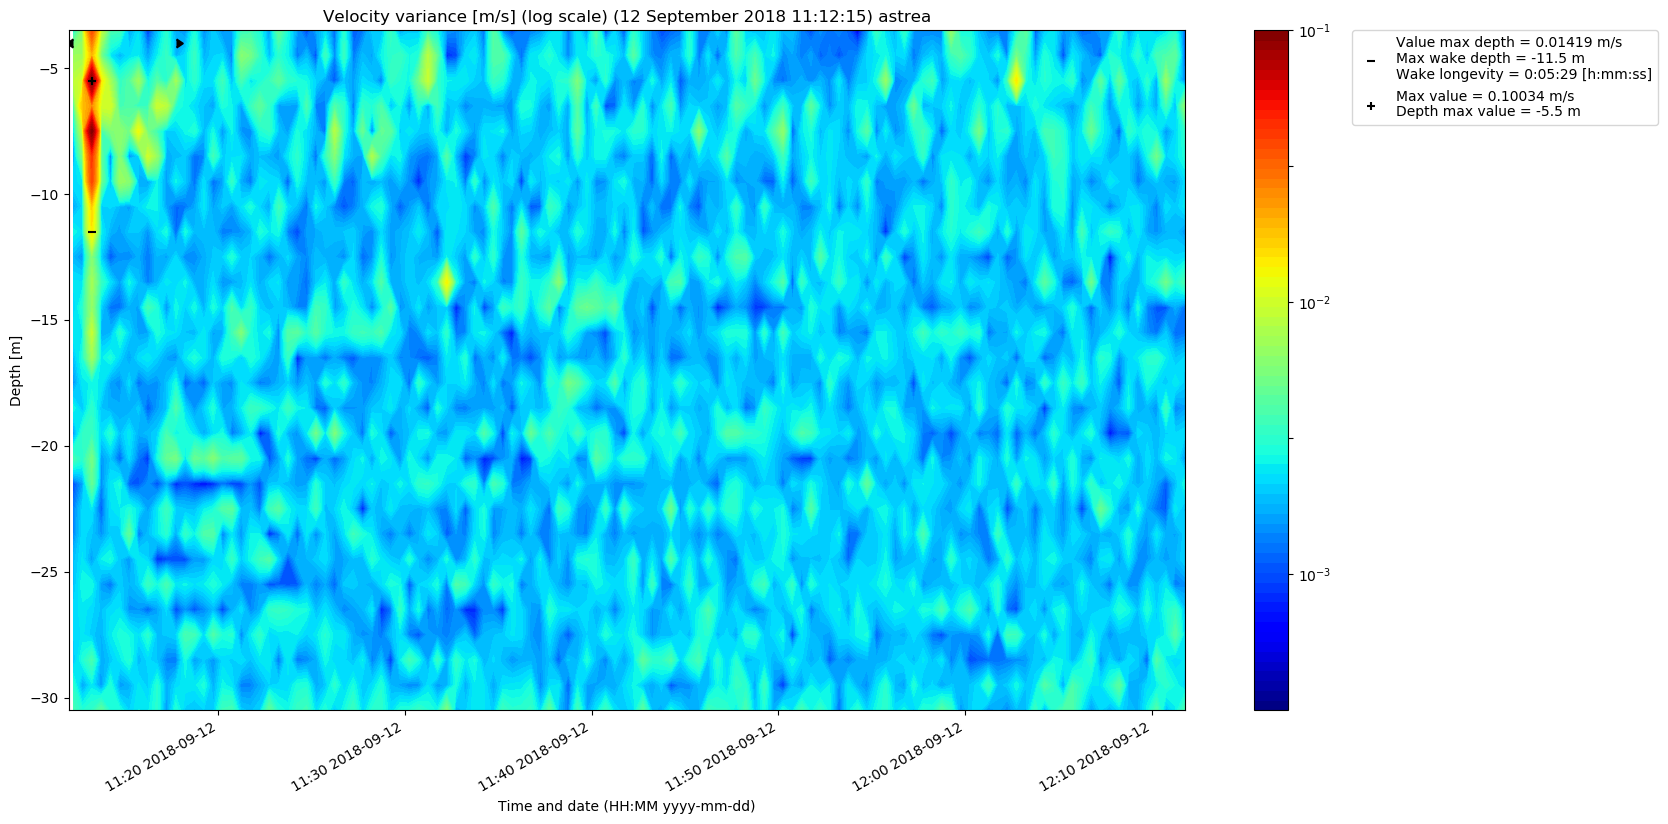 Velocity variance [m/s] (log scale) (12 September 2018 11:12:15) astrea
Depth [m]
−5
−10
−15
−20
−25
−30
11:20 2018-09-12
11:30 2018-09-12
11:40 2018-09-12
11:50 2018-09-12
12:00 2018-09-12
12:10 2018-09-12
Time and date (HH:MM yyyy-mm-dd)
10⁻¹
10⁻²
10⁻³
Value max depth = 0.01419 m/s
Max wake depth = -11.5 m
Wake longevity = 0:05:29 [h:mm:ss]
Max value = 0.10034 m/s
Depth max value = -5.5 m